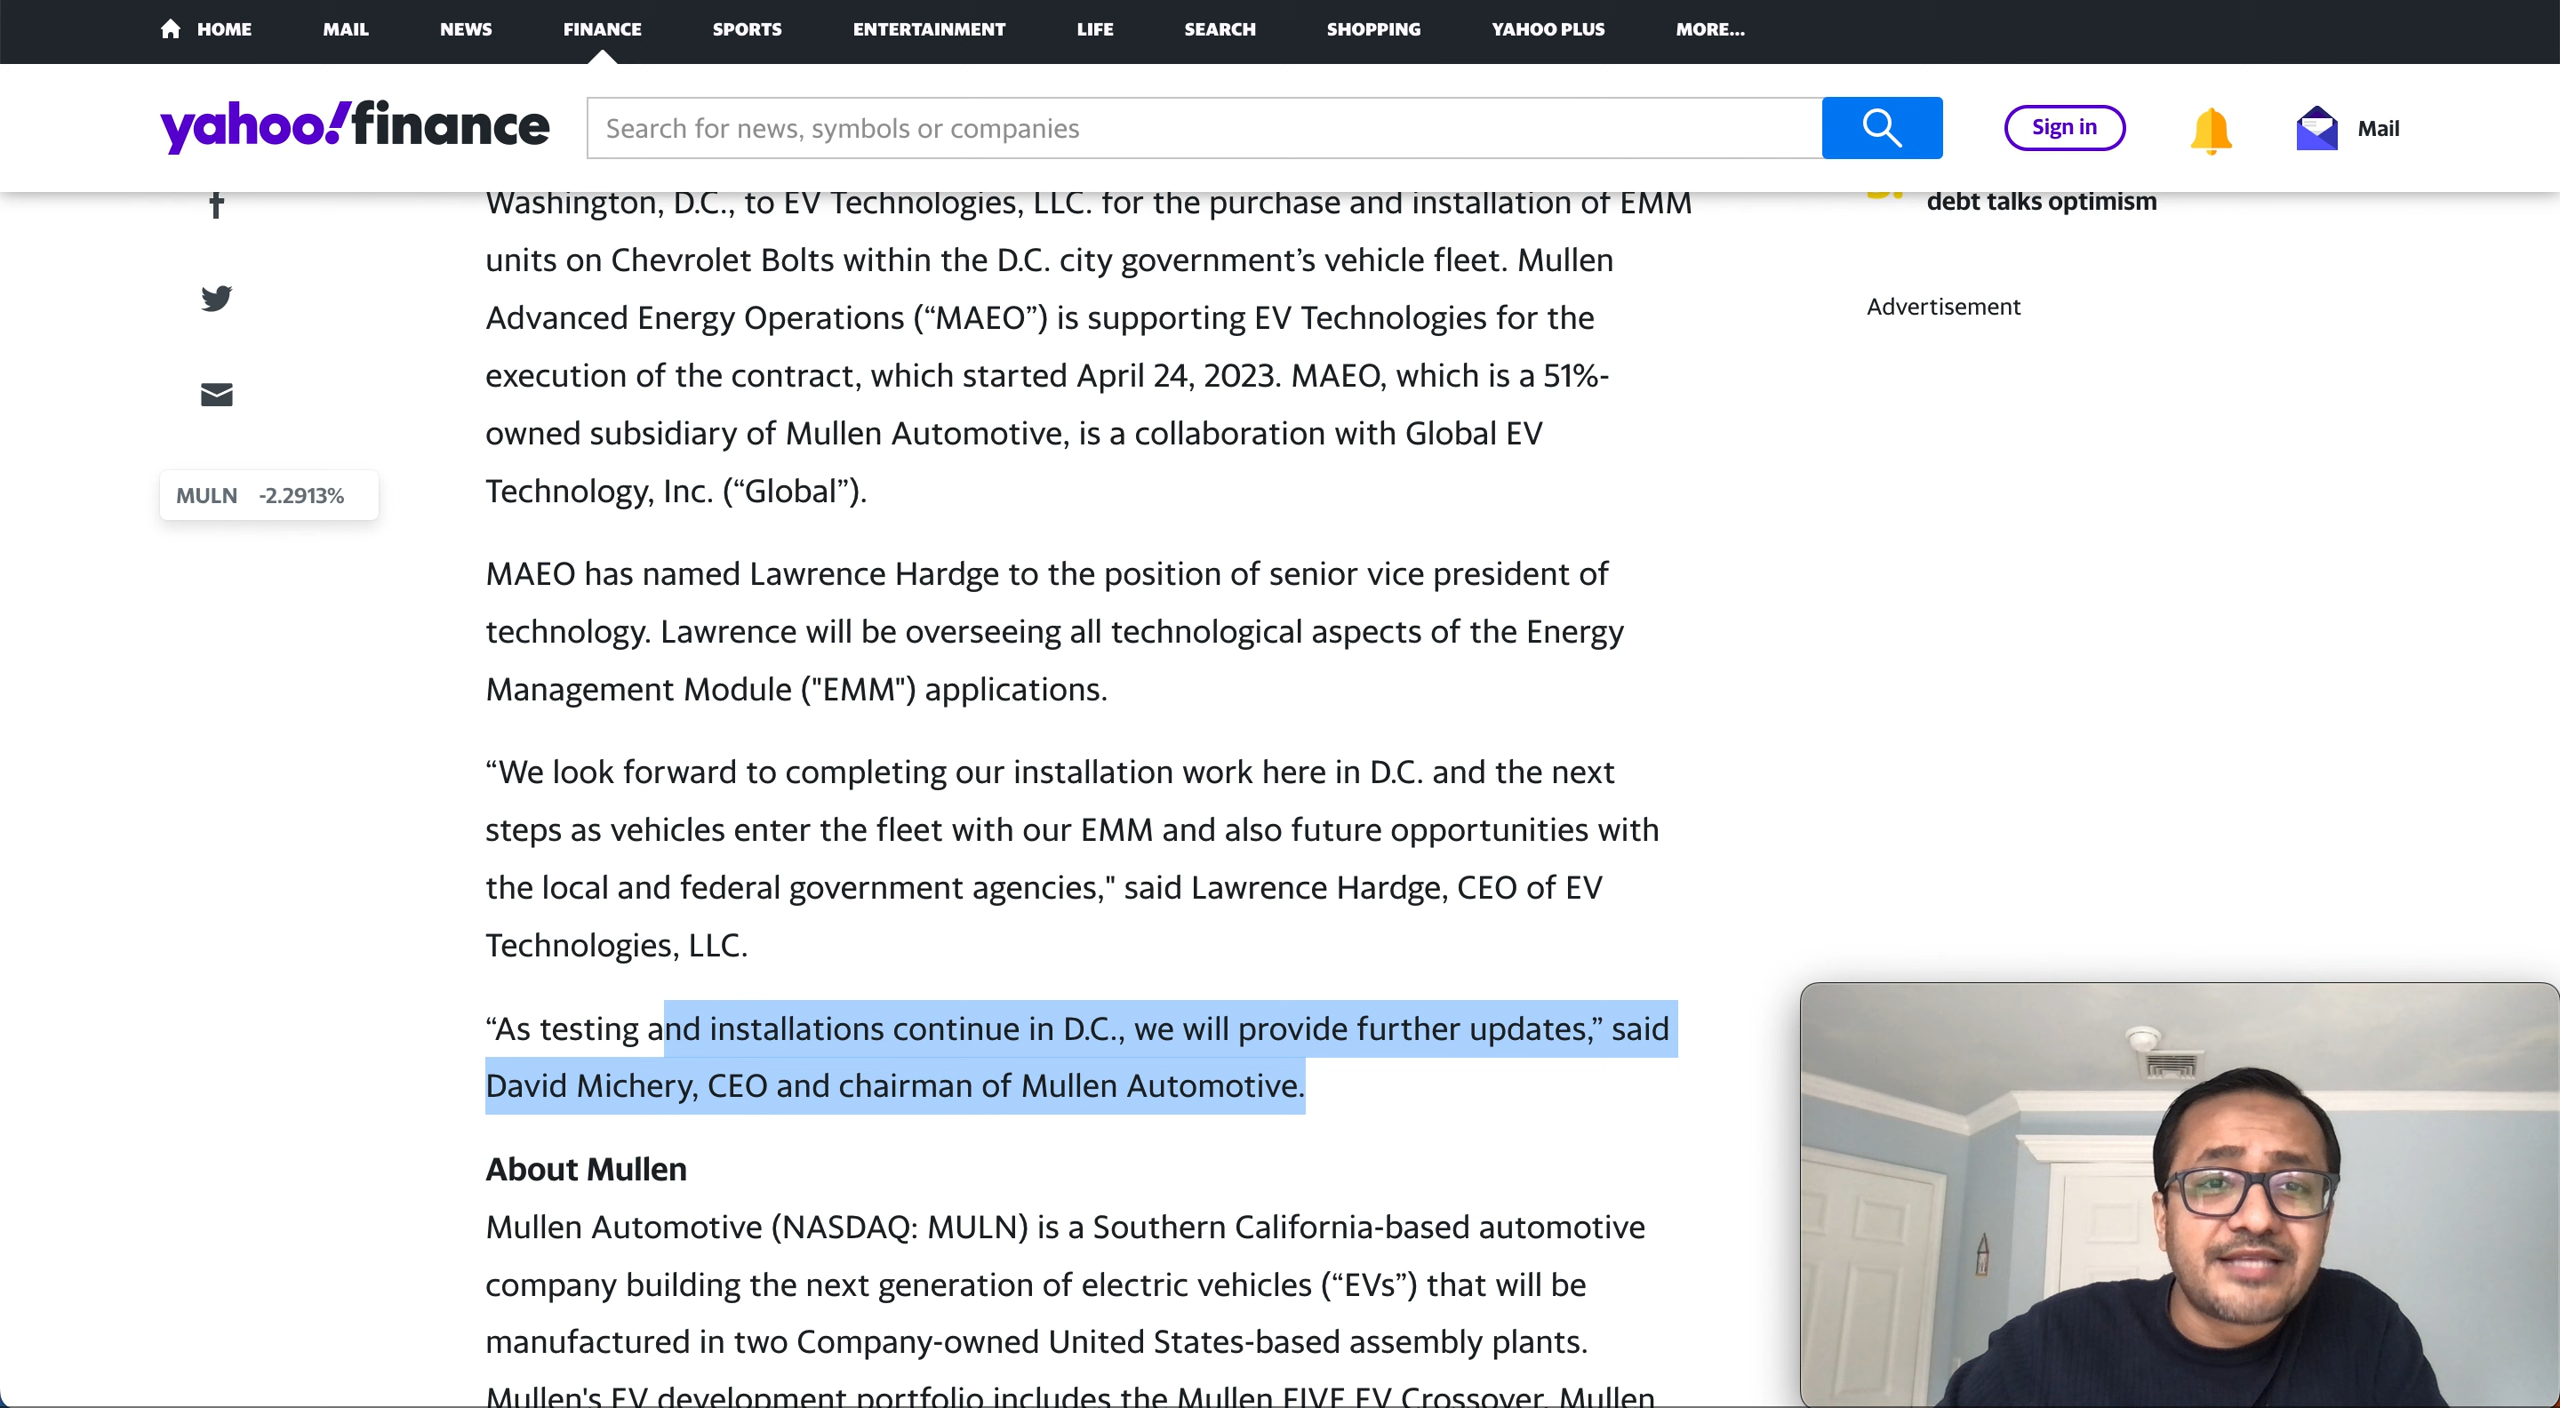 HOME MAIL NEWS FINANCE SPORTS ENTERTAINMENT LIFE SEARCH SHOPPING YAHOO PLUS MORE...
yahoo!finance
Search for news, symbols or companies
Sign in
Mail
Washington, D.C., to EV Technologies, LLC. for the purchase and installation of EMM
units on Chevrolet Bolts within the D.C. city government’s vehicle fleet. Mullen
Advanced Energy Operations (“MAEO”) is supporting EV Technologies for the
execution of the contract, which started April 24, 2023. MAEO, which is a 51%-
owned subsidiary of Mullen Automotive, is a collaboration with Global EV
Technology, Inc. (“Global”).
MAEO has named Lawrence Hardge to the position of senior vice president of
technology. Lawrence will be overseeing all technological aspects of the Energy
Management Module ("EMM") applications.
“We look forward to completing our installation work here in D.C. and the next
steps as vehicles enter the fleet with our EMM and also future opportunities with
the local and federal government agencies," said Lawrence Hardge, CEO of EV
Technologies, LLC.
“As testing and installations continue in D.C., we will provide further updates,” said
David Michery, CEO and chairman of Mullen Automotive.
About Mullen
Mullen Automotive (NASDAQ: MULN) is a Southern California-based automotive
company building the next generation of electric vehicles (“EVs”) that will be
manufactured in two Company-owned United States-based assembly plants.
Mullen's EV development portfolio includes the Mullen FIVE EV Crossover, Mullen
MULN -2.2913%
debt talks optimism
Advertisement